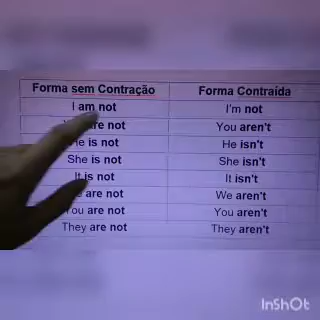 Forma sem Contração Forma Contraída
I am not I'm not
are not You aren't
He is not He isn't
She is not She isn't
It is not It isn't
are not We aren't
You are not You aren't
They are not They aren't
InShOt